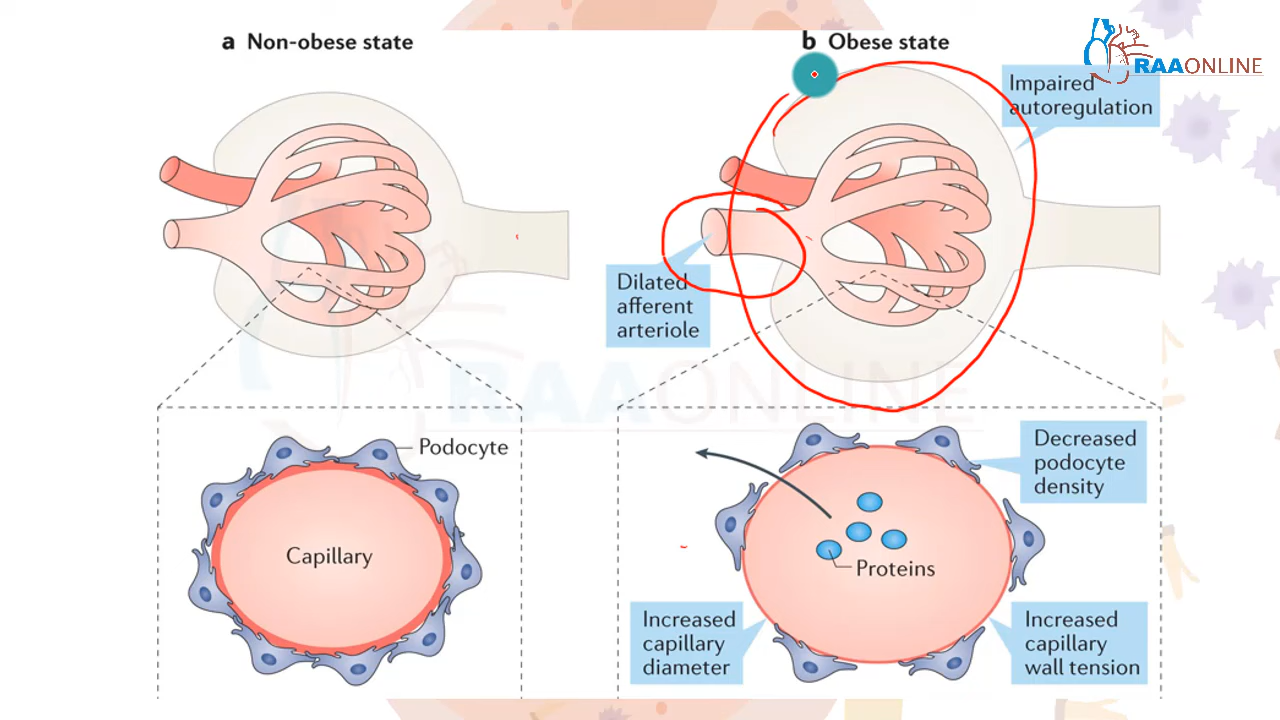 a Non-obese state
b Obese state
RAAONLINE
Impaired
autoregulation
Dilated
afferent
arteriole
RAAONLINE
Podocyte
Capillary
Decreased
podocyte
density
Proteins
Increased
capillary
diameter
Increased
capillary
wall tension